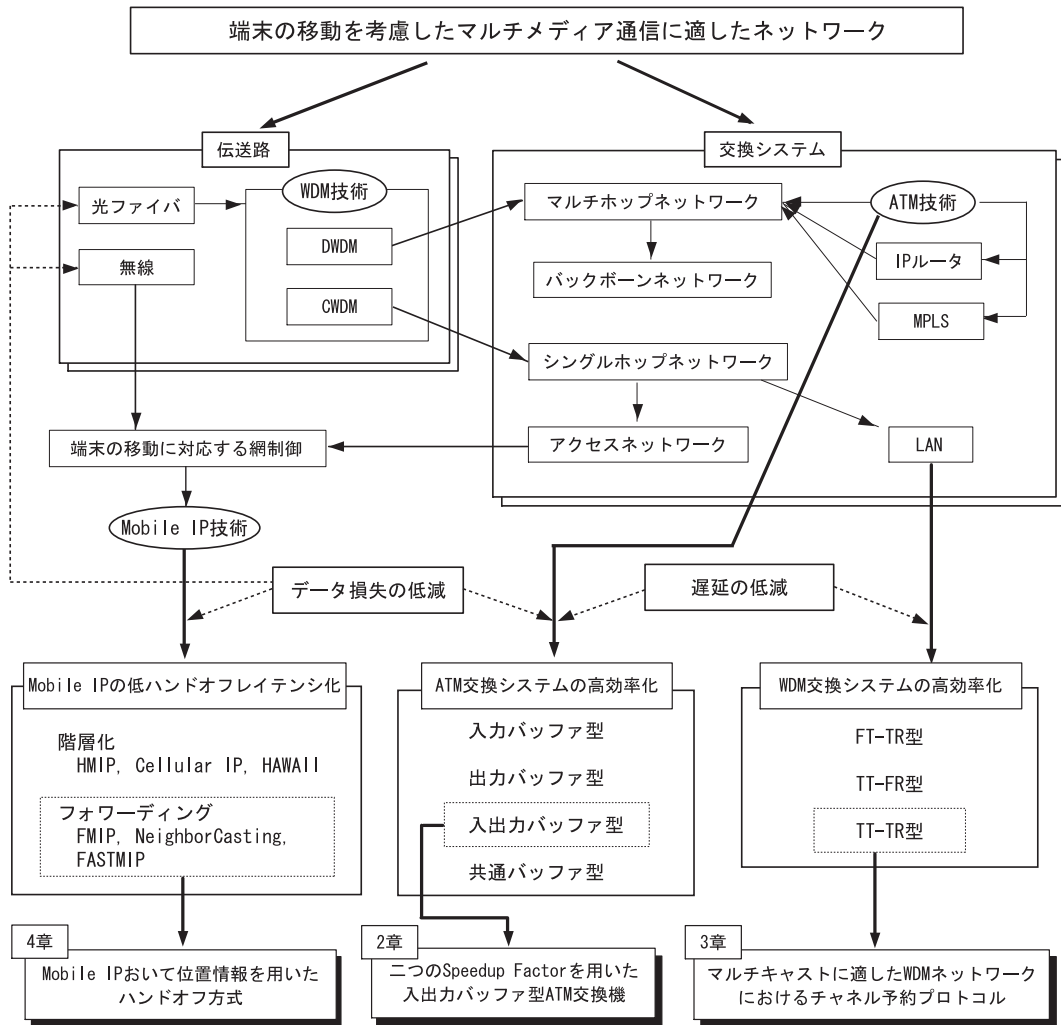 端末の移動を考慮したマルチメディア通信に適したネットワーク
伝送路
交換システム
光ファイバ
WDM技術
無線
DWDM
CWDM
マルチホップネットワーク
ATM技術
IPルータ
バックボーンネットワーク
MPLS
シングルホップネットワーク
端末の移動に対応する網制御
アクセスネットワーク
LAN
Mobile IP技術
データ損失の低減
遅延の低減
Mobile IPの低ハンドオフレイテンシ化
階層化
HMIP, Cellular IP, HAWAII
フォワーディング
FMIP, NeighborCasting,
FASTMIP
ATM交換システムの高効率化
入力バッファ型
出力バッファ型
入出力バッファ型
共通バッファ型
WDM交換システムの高効率化
FT-TR型
TT-FR型
TT-TR型
4章
Mobile IPおいて位置情報を用いた
ハンドオフ方式
2章
二つのSpeedup Factorを用いた
入出力バッファ型ATM交換機
3章
マルチキャストに適したWDMネットワーク
におけるチャネル予約プロトコル